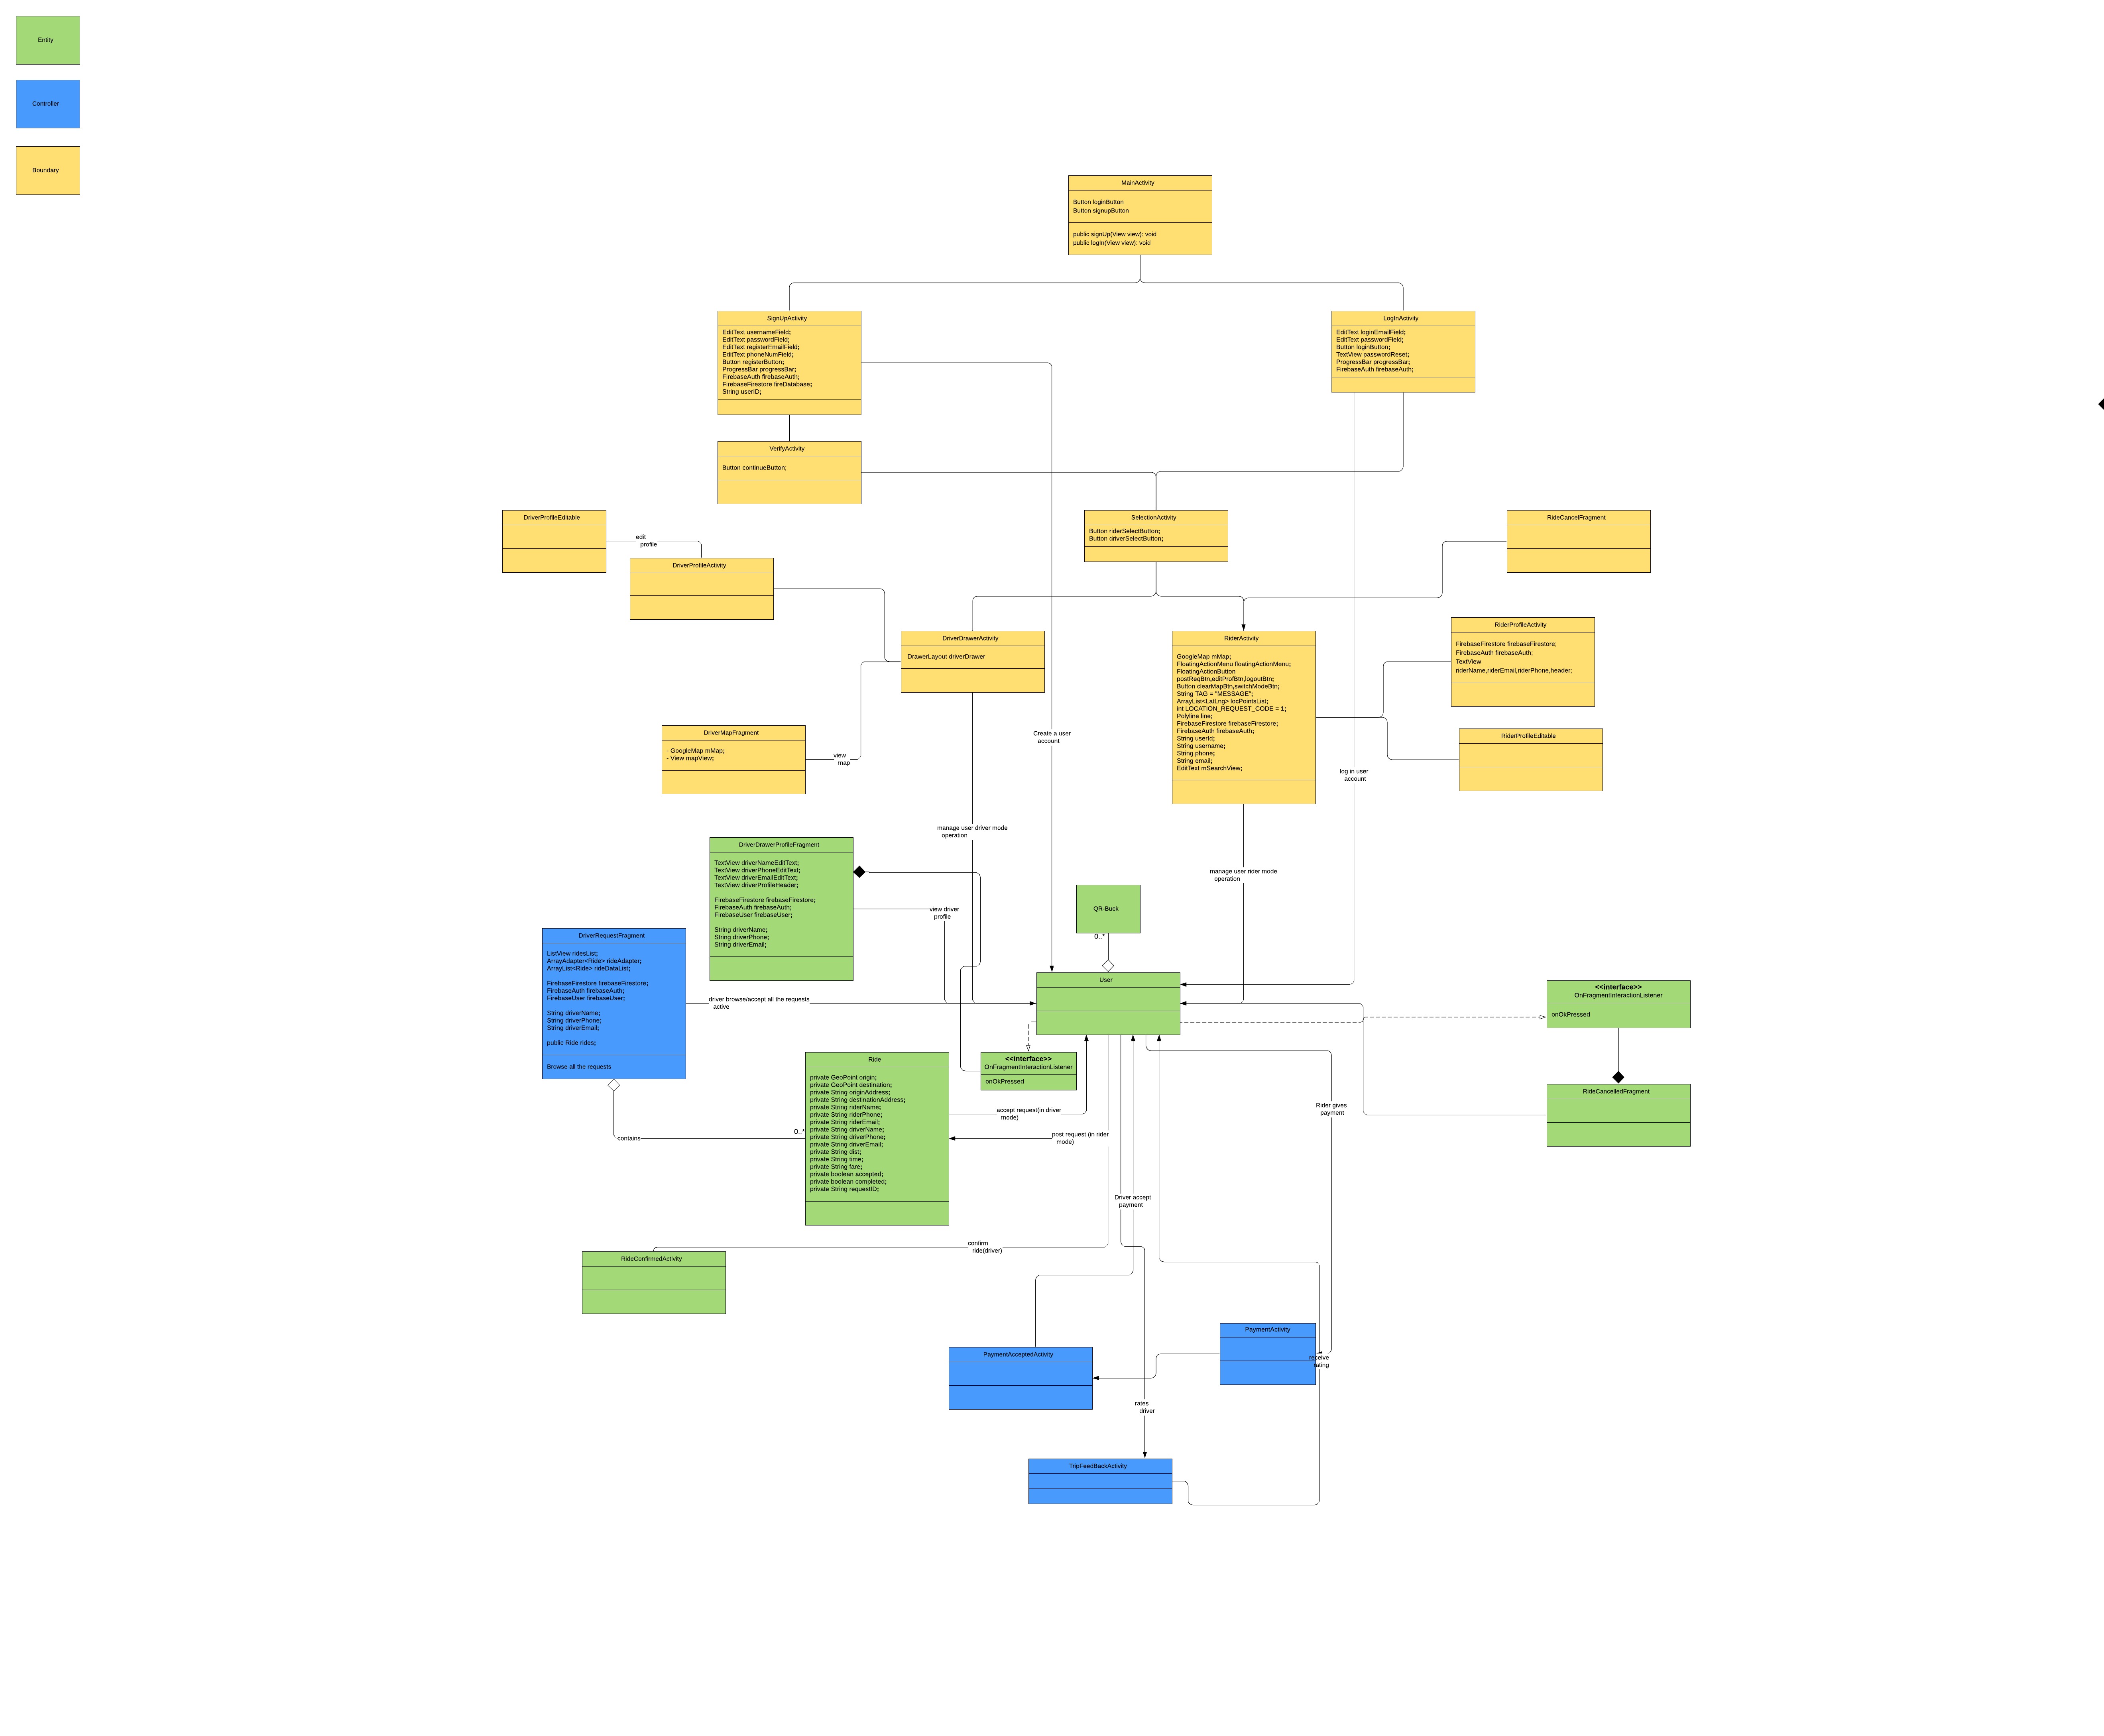 Entity
Controller
Boundary
MainActivity
Button loginButton
Button signupButton
public signUp(View view): void
public logIn(View view): void
SignUpActivity
EditText usernameField;
EditText passwordField;
EditText registerEmailField;
EditText phoneNumField;
Button registerButton;
ProgressBar progressBar;
FirebaseAuth firebaseAuth;
FirebaseFirestore fireDatabase;
String userID;
LogInActivity
EditText loginEmailField;
EditText passwordField;
Button loginButton;
TextView passwordReset;
ProgressBar progressBar;
FirebaseAuth firebaseAuth;
VerifyActivity
Button continueButton;
DriverProfileEditable
edit
profile
DriverProfileActivity
SelectionActivity
Button riderSelectButton;
Button driverSelectButton;
RideCancelFragment
DriverDrawerActivity
DrawerLayout driverDrawer
RiderActivity
GoogleMap mMap;
FloatingActionMenu floatingActionMenu;
FloatingActionButton
postReqBtn,editProfBtn,logoutBtn;
Button clearMapBtn,switchModeBtn;
String TAG = "MESSAGE";
ArrayList<LatLng> locPointsList;
int LOCATION_REQUEST_CODE = 1;
Polyline line;
FirebaseFirestore firebaseFirestore;
FirebaseAuth firebaseAuth;
String userId;
String username;
String phone;
String email;
EditText mSearchView;
RiderProfileActivity
FirebaseFirestore firebaseFirestore;
FirebaseAuth firebaseAuth;
TextView
riderName,riderEmail,riderPhone,header;
RiderProfileEditable
DriverMapFragment
- GoogleMap mMap;
- View mapView;
view
map
Create a user
account
log in user
account
manage user driver mode
operation
manage user rider mode
operation
DriverDrawerProfileFragment
TextView driverNameEditText;
TextView driverPhoneEditText;
TextView driverEmailEditText;
TextView driverProfileHeader;
FirebaseFirestore firebaseFirestore;
FirebaseAuth firebaseAuth;
FirebaseUser firebaseUser;
String driverName;
String driverPhone;
String driverEmail;
view driver
profile
QR-Buck
0..*
DriverRequestFragment
ListView ridesList;
ArrayAdapter<Ride> rideAdapter;
ArrayList<Ride> rideDataList;
FirebaseFirestore firebaseFirestore;
FirebaseAuth firebaseAuth;
FirebaseUser firebaseUser;
String driverName;
String driverPhone;
String driverEmail;
public Ride rides;
Browse all the requests
driver browse/accept all the requests
active
User
<<interface>>
OnFragmentInteractionListener
onOkPressed
<<interface>>
OnFragmentInteractionListener
onOkPressed
RideCancelledFragment
Ride
private GeoPoint origin;
private GeoPoint destination;
private String originAddress;
private String destinationAddress;
private String riderName;
private String riderPhone;
private String riderEmail;
private String driverName;
private String driverPhone;
private String driverEmail;
private String dist;
private String time;
private String fare;
private boolean accepted;
private boolean completed;
private String requestID;
accept request(in driver
mode)
post request (in rider
mode)
contains
0..*
Rider gives
payment
Driver accept
payment
confirm
ride(driver)
RideConfirmedActivity
PaymentAcceptedActivity
PaymentActivity
receive
rating
rates
driver
TripFeedBackActivity